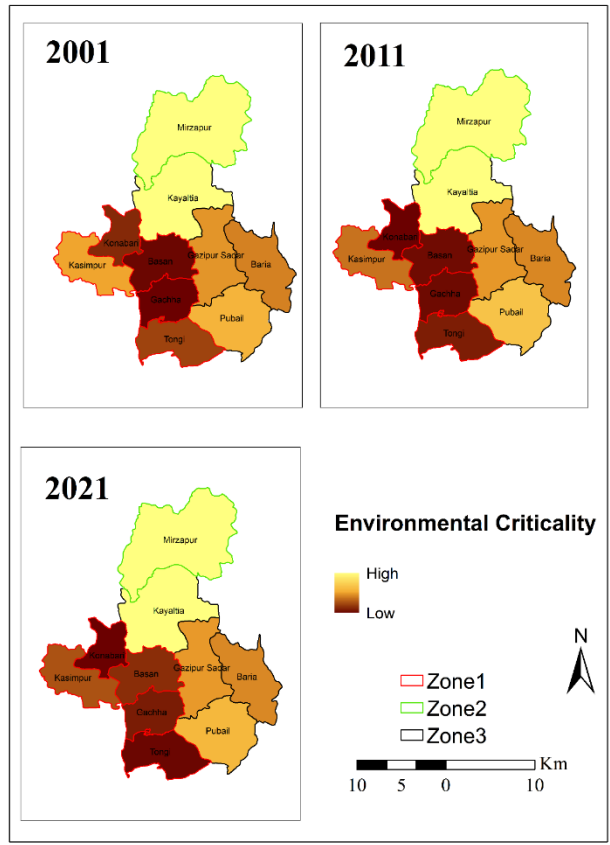 2001
Mirzapur
Kayaltia
Konabari
Kasimpur
Basan
Gazipur Sadar
Baria
Gachha
Pubail
Tongi
2011
Mirzapur
Kayaltia
Konabari
Kasimpur
Basan
Gazipur Sadar
Baria
Gachha
Pubail
Tongi
2021
Mirzapur
Kayaltia
Konabari
Kasimpur
Basan
Gazipur Sadar
Baria
Gachha
Pubail
Tongi
Environmental Criticality
High
Low
N
Zone1
Zone2
Zone3
Km
10 5 0 10